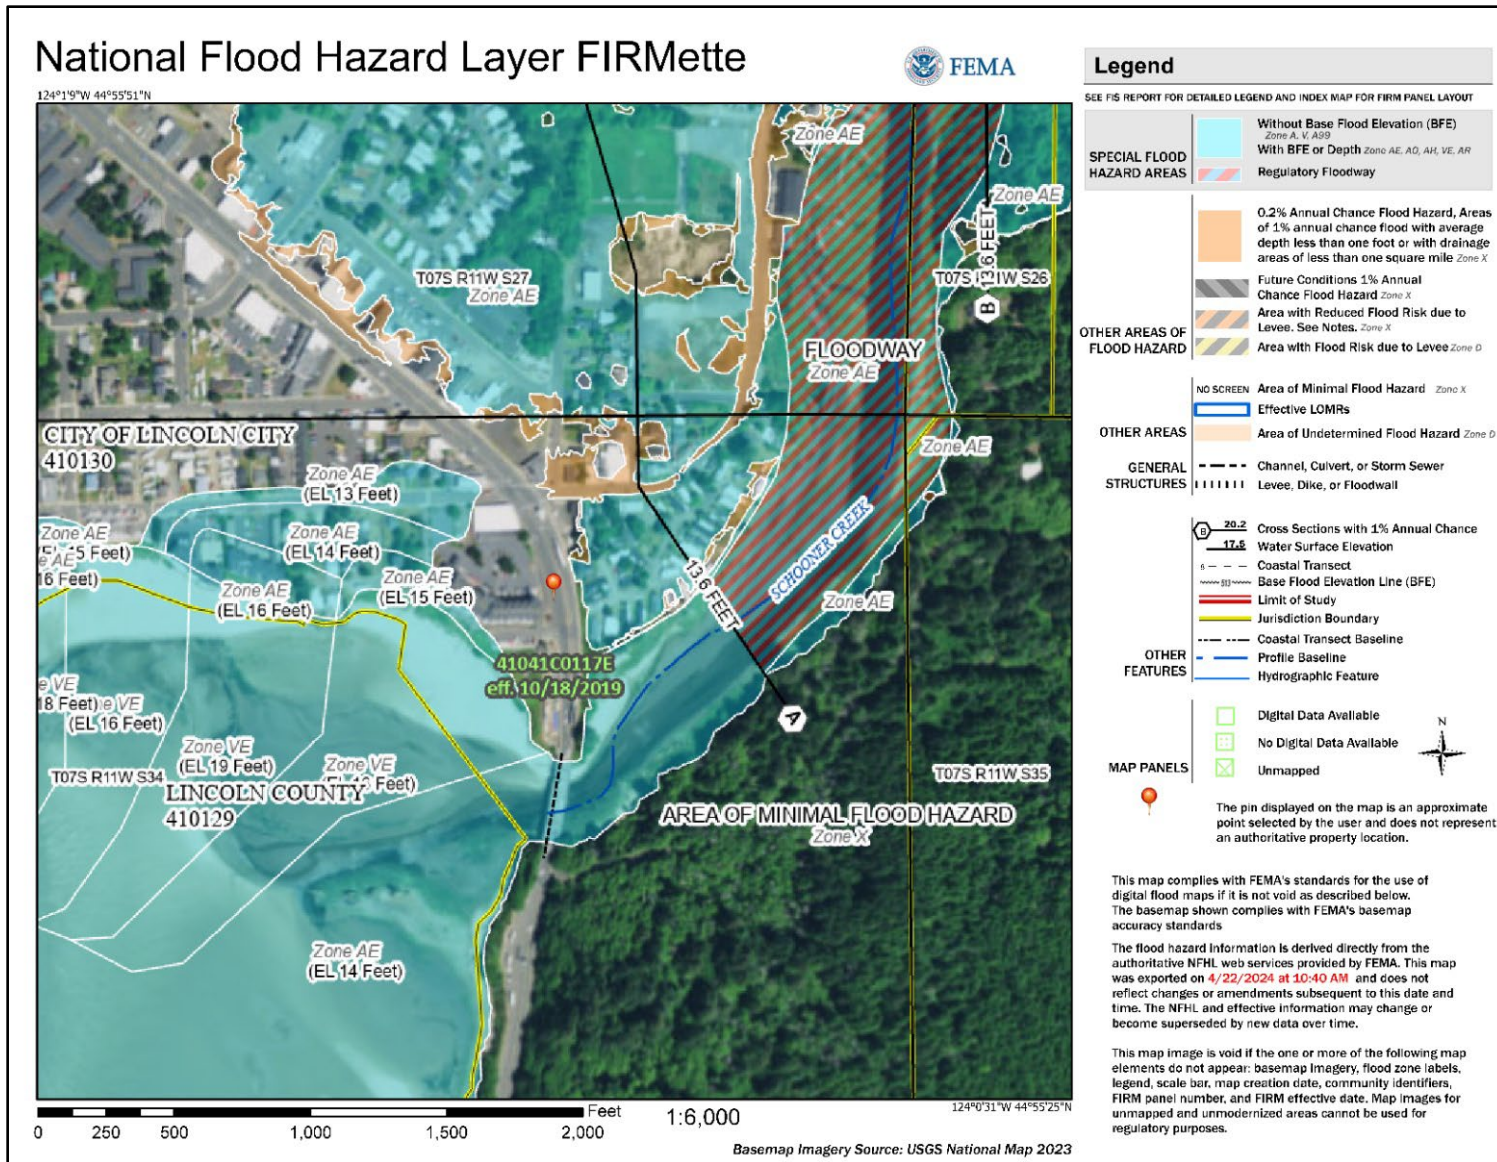 National Flood Hazard Layer FIRMette
FEMA
124°1'9"W 44°55'51"N
Zone AE
Zone AE
T07S R11W S27
Zone AE
13.6 FEET
B
FLOODWAY
Zone AE
CITY OF LINCOLN CITY
410130
Zone AE
(EL 13 Feet)
Zone AE
(EL 14 Feet)
Zone AE
Zone AE
(EL 16 Feet)
Zone AE
(EL 15 Feet)
16 Feet)
SCHOONER CREEK
13.6 FEET
Zone AE
41041C0117E
eff. 10/18/2019
A
18 Feet)
(EL 16 Feet)
Zone VE
(EL 19 Feet)
Zone VE
T07S R11W S34
LINCOLN COUNTY
410129
T07S R11W S35
AREA OF MINIMAL FLOOD HAZARD
Zone X
Zone AE
(EL 14 Feet)
124°0'31"W 44°55'25"N
Feet
0 250 500 1,000 1,500 2,000
1:6,000
Basemap Imagery Source: USGS National Map 2023
Legend
SEE FIS REPORT FOR DETAILED LEGEND AND INDEX MAP FOR FIRM PANEL LAYOUT
SPECIAL FLOOD
HAZARD AREAS
Without Base Flood Elevation (BFE)
Zone A, V, A99
With BFE or Depth Zone AE, AO, AH, VE, AR
Regulatory Floodway
0.2% Annual Chance Flood Hazard, Areas
of 1% annual chance flood with average
depth less than one foot or with drainage
areas of less than one square mile Zone X
Future Conditions 1% Annual
Chance Flood Hazard Zone X
OTHER AREAS OF
FLOOD HAZARD
Area with Reduced Flood Risk due to
Levee. See Notes. Zone X
Area with Flood Risk due to Levee Zone D
NO SCREEN Area of Minimal Flood Hazard Zone X
Effective LOMRs
OTHER AREAS
Area of Undetermined Flood Hazard Zone D
GENERAL
STRUCTURES
Channel, Culvert, or Storm Sewer
Levee, Dike, or Floodwall
B 20.2 Cross Sections with 1% Annual Chance
17.5 Water Surface Elevation
8 Coastal Transect
513 Base Flood Elevation Line (BFE)
Limit of Study
Jurisdiction Boundary
Coastal Transect Baseline
OTHER
FEATURES
Profile Baseline
Hydrographic Feature
MAP PANELS
Digital Data Available
No Digital Data Available
Unmapped
N
The pin displayed on the map is an approximate
point selected by the user and does not represent
an authoritative property location.
This map complies with FEMA's standards for the use of
digital flood maps if it is not void as described below.
The basemap shown complies with FEMA's basemap
accuracy standards
The flood hazard information is derived directly from the
authoritative NFHL web services provided by FEMA. This map
was exported on 4/22/2024 at 10:40 AM and does not
reflect changes or amendments subsequent to this date and
time. The NFHL and effective information may change or
become superseded by new data over time.
This map image is void if the one or more of the following map
elements do not appear: basemap imagery, flood zone labels,
legend, scale bar, map creation date, community identifiers,
FIRM panel number, and FIRM effective date. Map images for
unmapped and unmodernized areas cannot be used for
regulatory purposes.